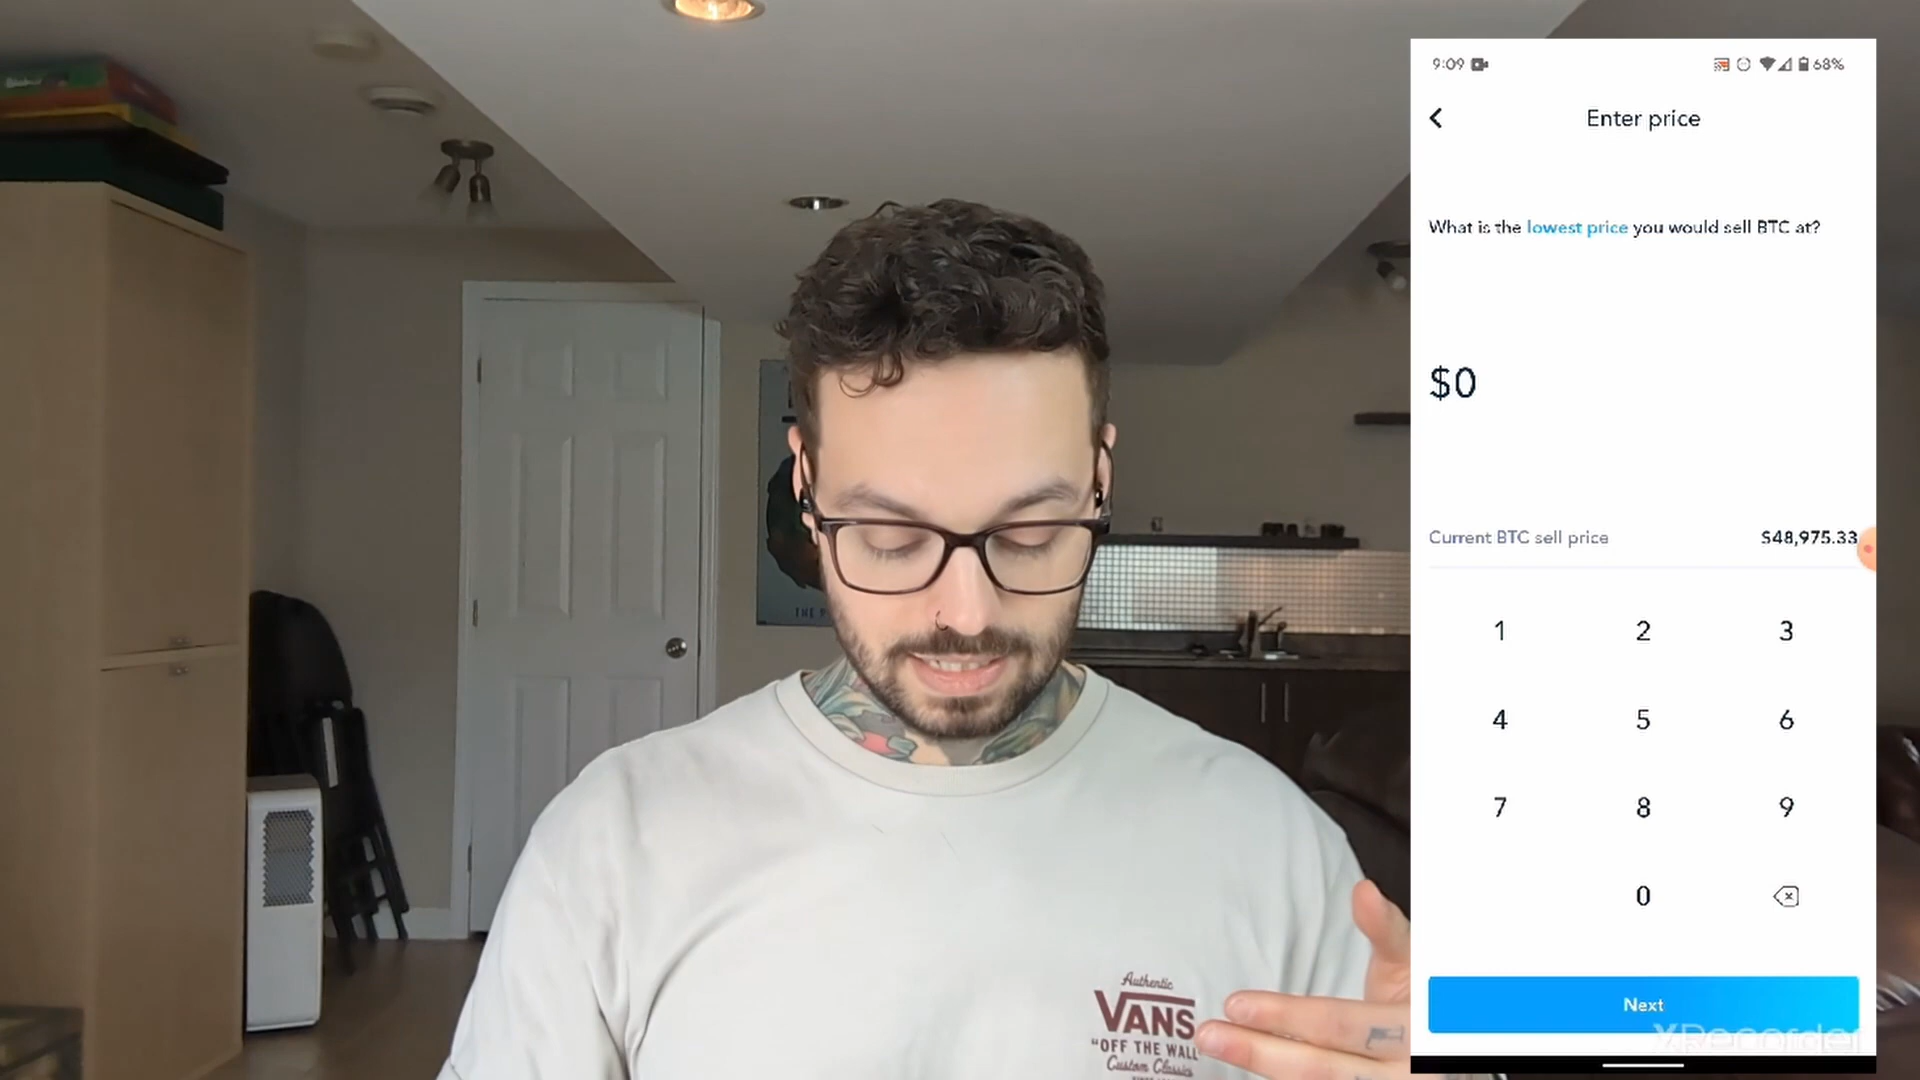 9:09
68%
Enter price
What is the lowest price you would sell BTC at?
$0
Current BTC sell price
$48,975.33
1 2 3
4 5 6
7 8 9
0
Next
XRecorder
Authentic
VANS
"OFF THE WALL
Custom Classics
THE